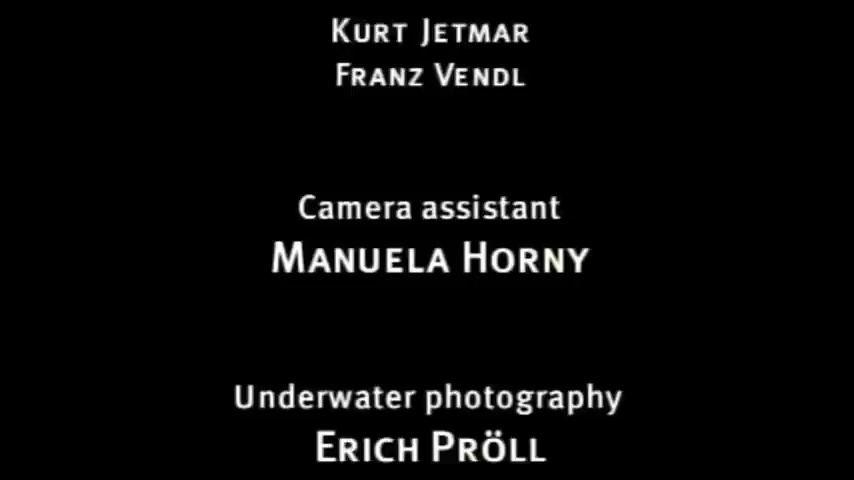 KURT JETMAR
FRANZ VENDL
Camera assistant
MANUELA HORNY
Underwater photography
ERICH PRÖLL